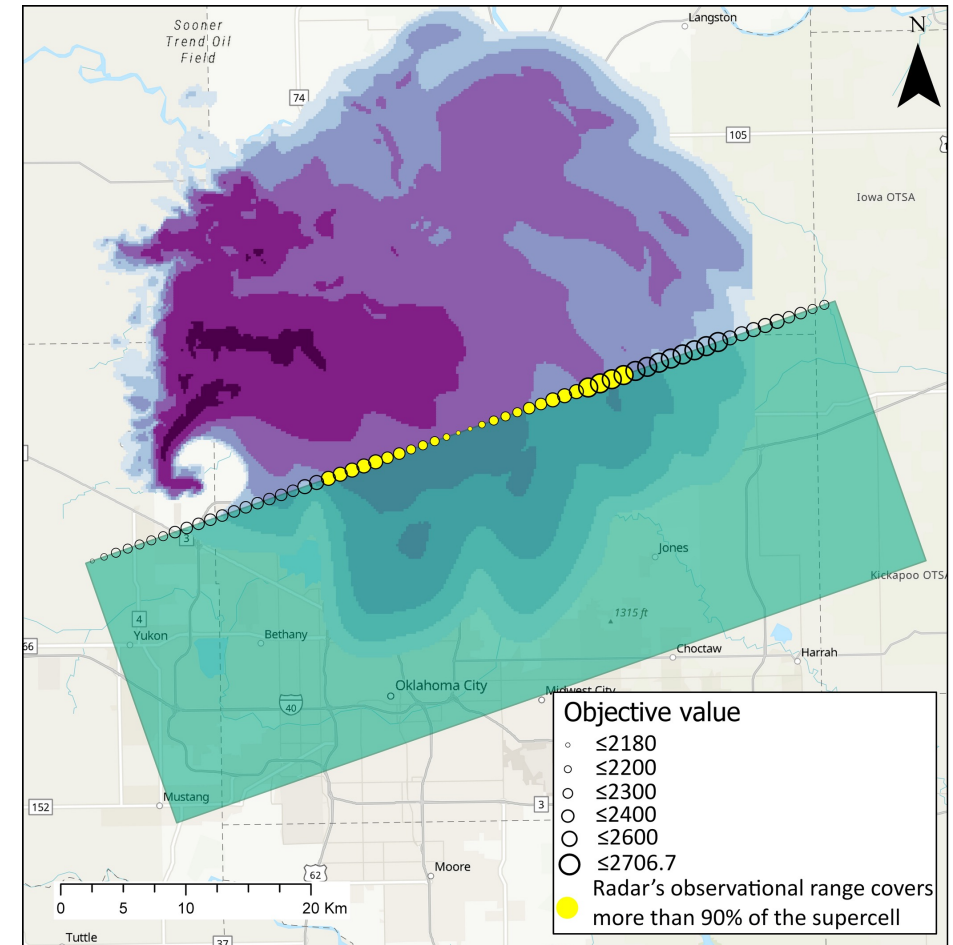 Sooner
Trend Oil
Field
Langston
N
74
105
Iowa OTSA
3
Jones
Kickapoo OTSA
4
Yukon
Bethany
66
1315 ft
Choctaw
Harrah
Oklahoma City
Midwest City
40
Mustang
152
3
62
Moore
0 5 10 20 Km
Tuttle
37
Objective value
≤2180
≤2200
≤2300
≤2400
≤2600
≤2706.7
Radar's observational range covers
more than 90% of the supercell